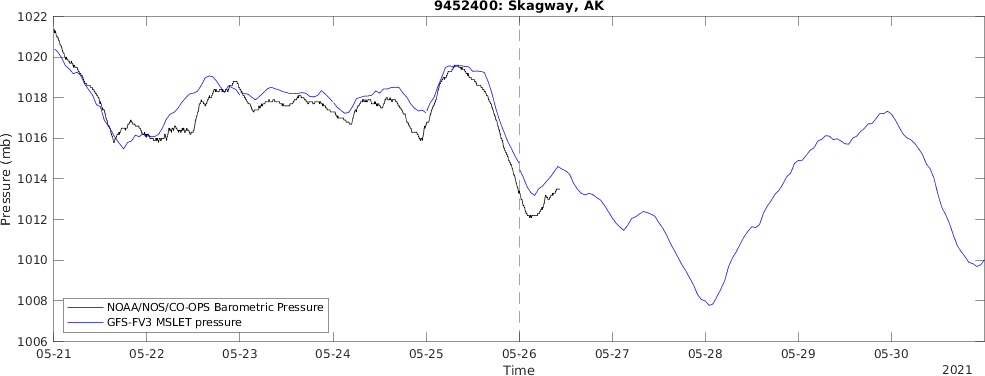 9452400: Skagway, AK
Pressure (mb)
1022
1020
1018
1016
1014
1012
1010
1008
1006
NOAA/NOS/CO-OPS Barometric Pressure
GFS-FV3 MSLET pressure
05-21 05-22 05-23 05-24 05-25 05-26 05-27 05-28 05-29 05-30
Time
2021